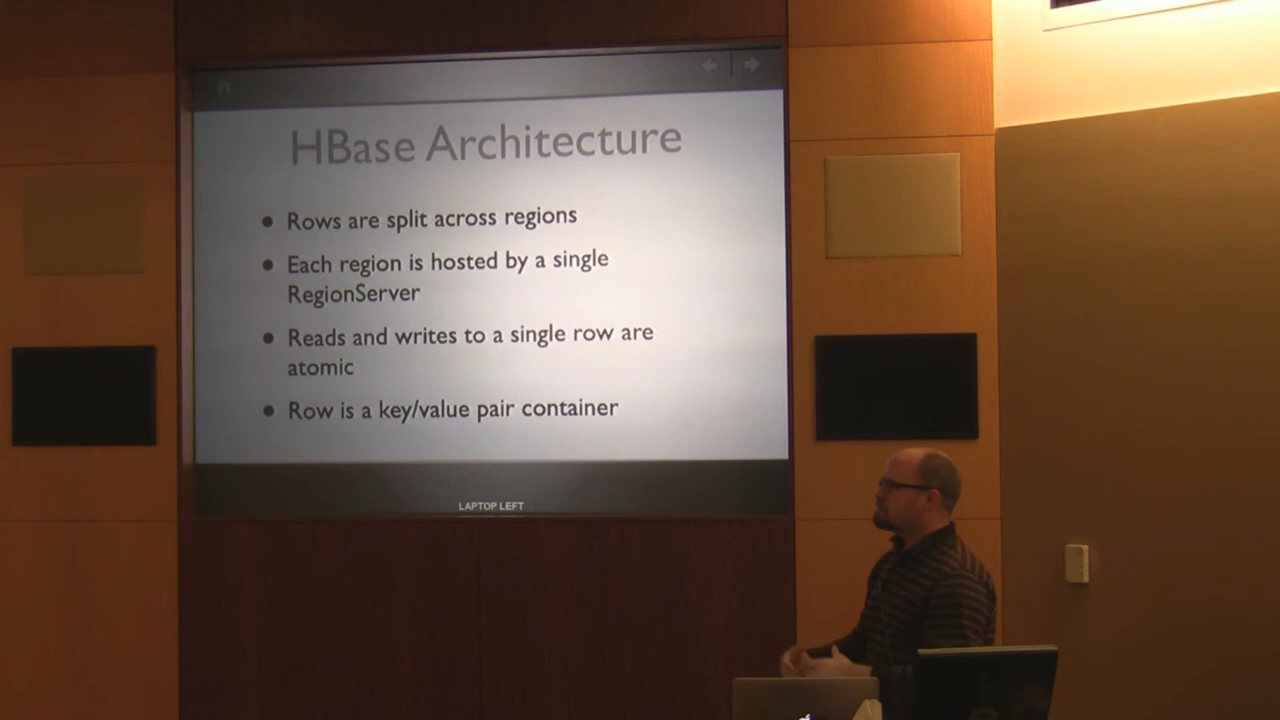 HBase Architecture
• Rows are split across regions
• Each region is hosted by a single
RegionServer
• Reads and writes to a single row are
atomic
• Row is a key/value pair container
LAPTOP LEFT